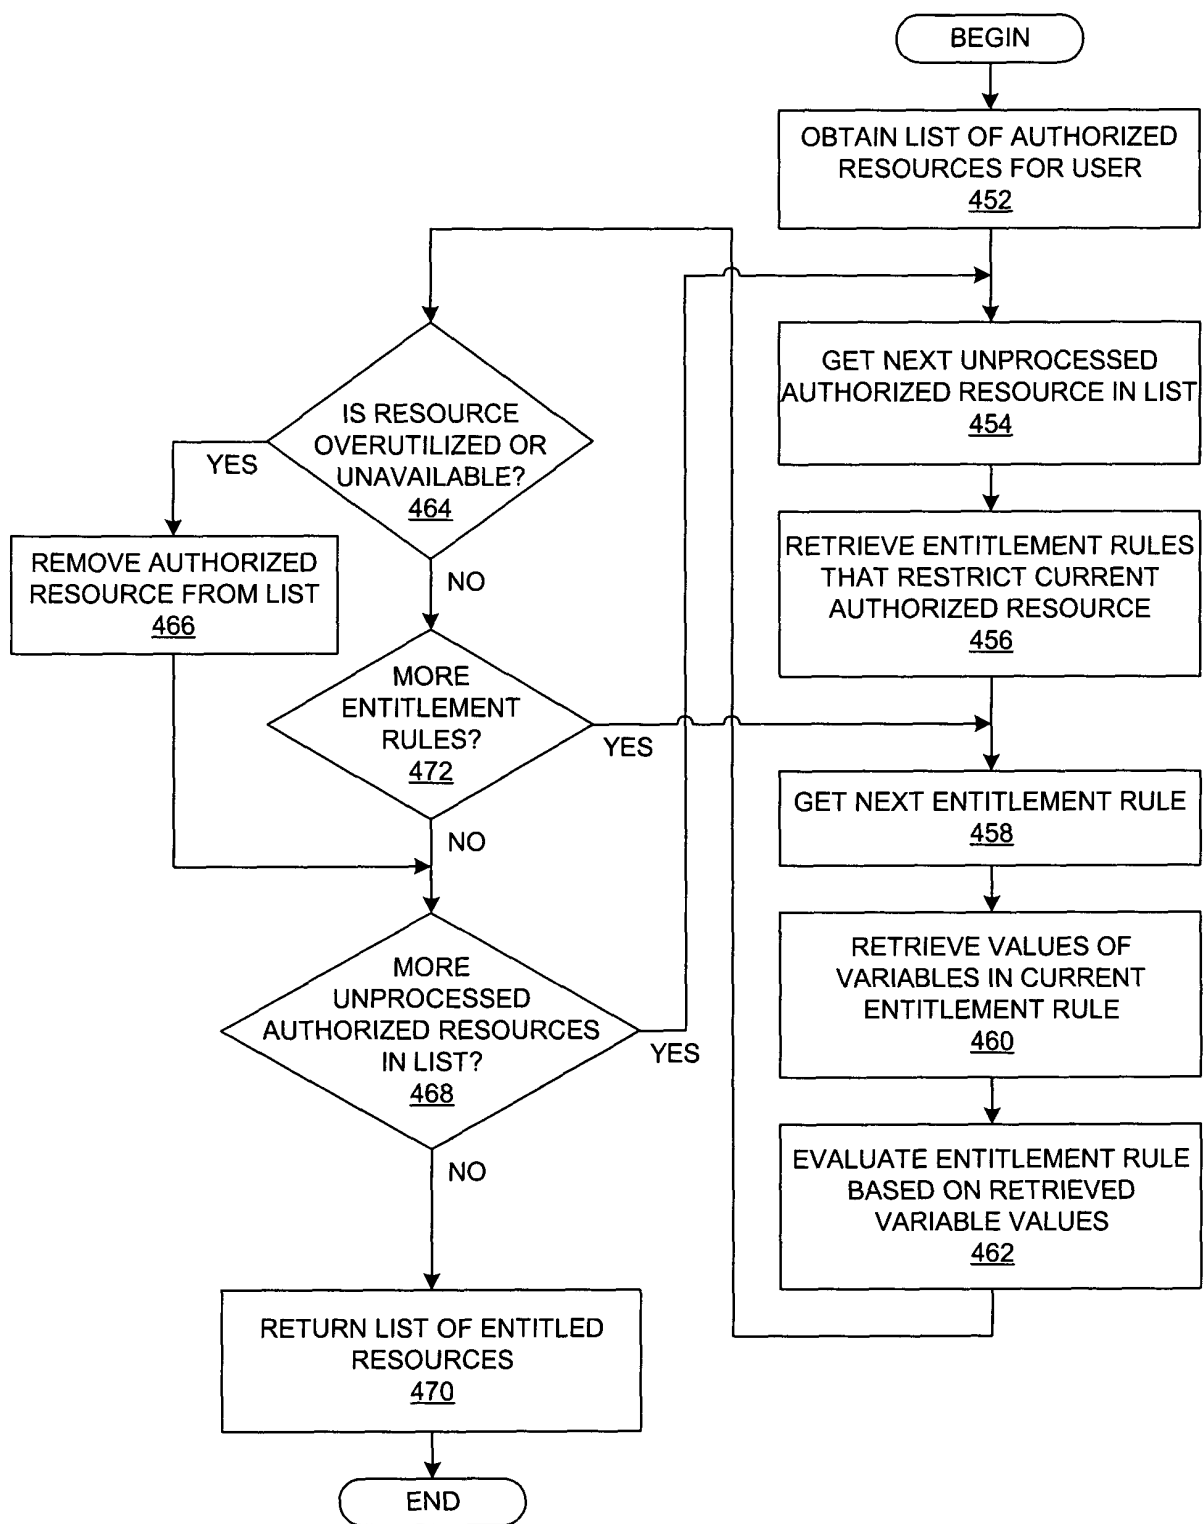 BEGIN
OBTAIN LIST OF AUTHORIZED
RESOURCES FOR USER
452
GET NEXT UNPROCESSED
AUTHORIZED RESOURCE IN LIST
454
RETRIEVE ENTITLEMENT RULES
THAT RESTRICT CURRENT
AUTHORIZED RESOURCE
456
GET NEXT ENTITLEMENT RULE
458
RETRIEVE VALUES OF
VARIABLES IN CURRENT
ENTITLEMENT RULE
460
EVALUATE ENTITLEMENT RULE
BASED ON RETRIEVED
VARIABLE VALUES
462
IS RESOURCE
OVERUTILIZED OR
UNAVAILABLE?
464
YES
NO
REMOVE AUTHORIZED
RESOURCE FROM LIST
466
MORE
ENTITLEMENT
RULES?
472
YES
NO
MORE
UNPROCESSED
AUTHORIZED RESOURCES
IN LIST?
468
YES
NO
RETURN LIST OF ENTITLED
RESOURCES
470
END